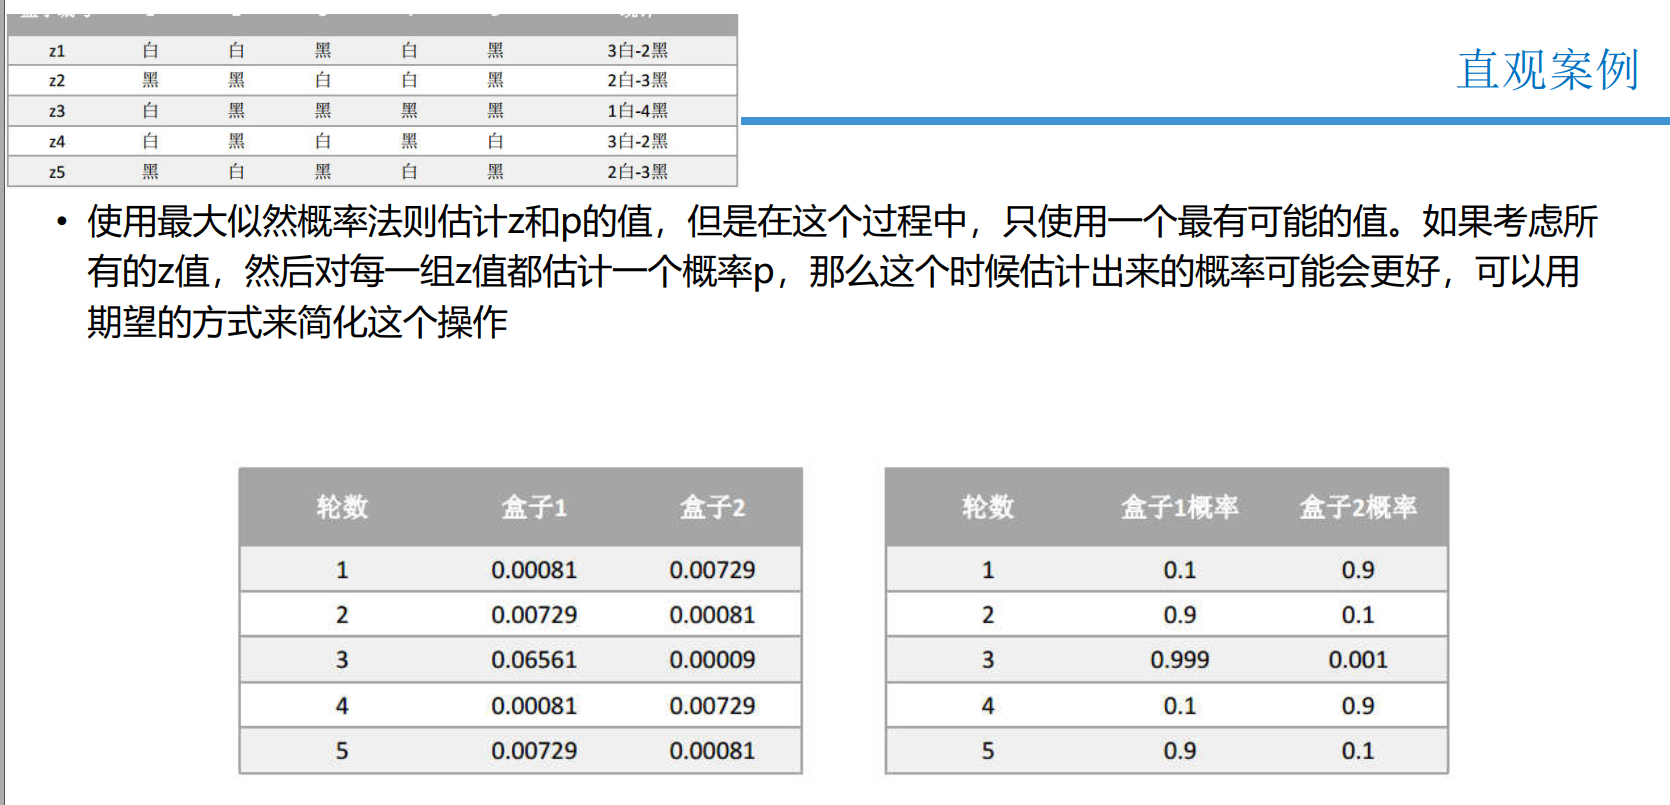 z1 白 白 黑 白 黑 3白-2黑
z2 黑 黑 白 白 黑 2白-3黑
z3 白 黑 黑 黑 黑 1白-4黑
z4 白 黑 白 黑 白 3白-2黑
z5 黑 白 黑 白 黑 2白-3黑
直观案例
• 使用最大似然概率法则估计z和p的值，但是在这个过程中，只使用一个最有可能的值。如果考虑所
有的z值，然后对每一组z值都估计一个概率p，那么这个时候估计出来的概率可能会更好，可以用
期望的方式来简化这个操作
轮数 盒子1 盒子2
1 0.00081 0.00729
2 0.00729 0.00081
3 0.06561 0.00009
4 0.00081 0.00729
5 0.00729 0.00081
轮数 盒子1概率 盒子2概率
1 0.1 0.9
2 0.9 0.1
3 0.999 0.001
4 0.1 0.9
5 0.9 0.1